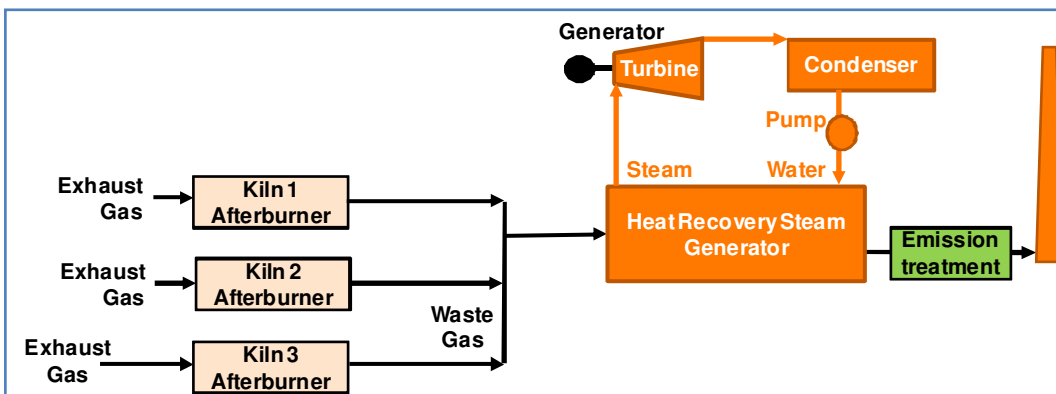 Generator
Turbine
Condenser
Pump
Steam
Water
Exhaust
Gas
Kiln 1
Afterburner
Heat Recovery Steam
Generator
Emission
treatment
Exhaust
Gas
Kiln 2
Afterburner
Waste
Gas
Exhaust
Gas
Kiln 3
Afterburner